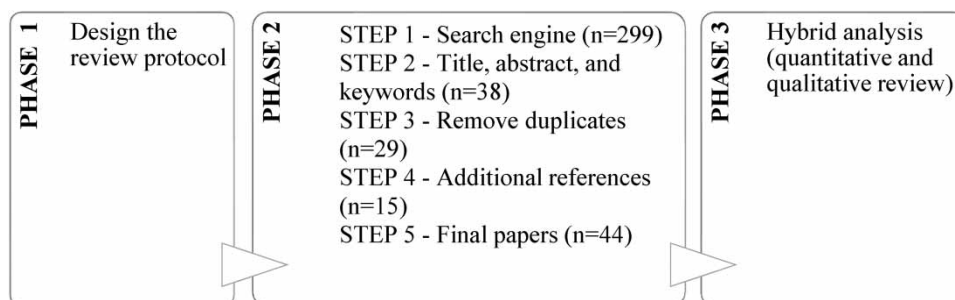 PHASE 1
Design the
review protocol
PHASE 2
STEP 1 - Search engine (n=299)
STEP 2 - Title, abstract, and
keywords (n=38)
STEP 3 - Remove duplicates
(n=29)
STEP 4 - Additional references
(n=15)
STEP 5 - Final papers (n=44)
PHASE 3
Hybrid analysis
(quantitative and
qualitative review)